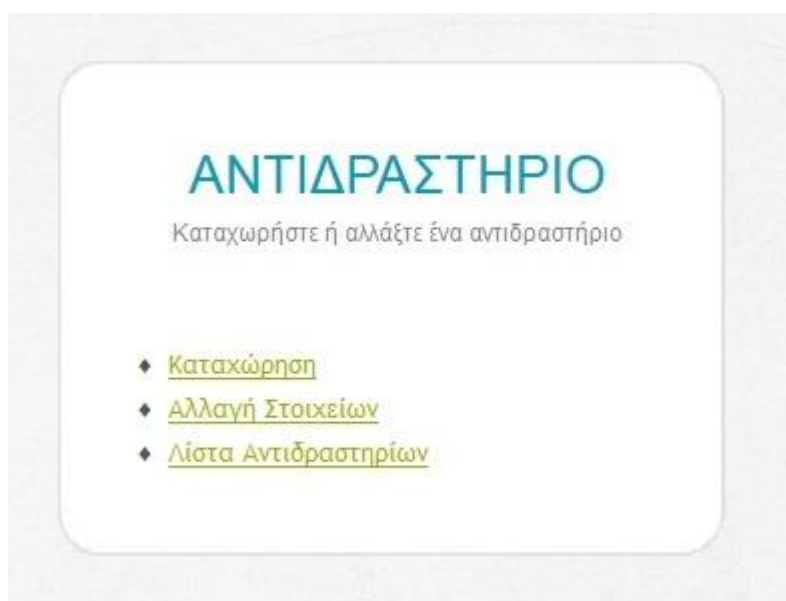 ΑΝΤΙΔΡΑΣΤΗΡΙΟ
Καταχωρήστε ή αλλάξτε ένα αντιδραστήριο
Καταχώρηση
Αλλαγή Στοιχείων
Λίστα Αντιδραστηρίων